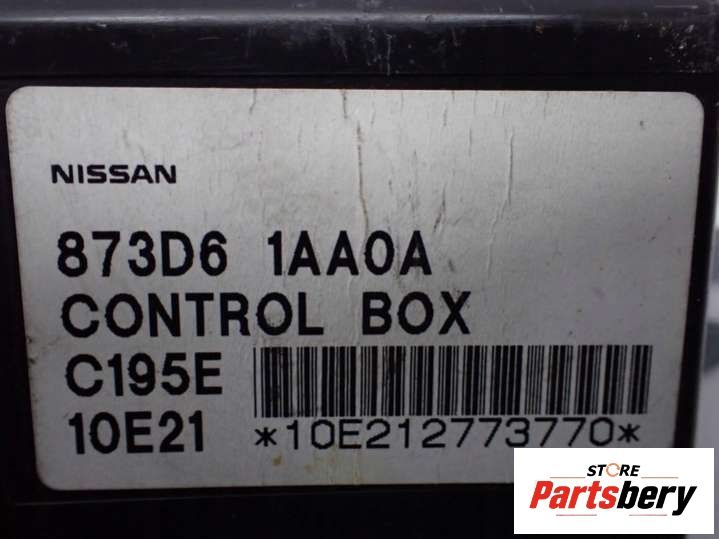 NISSAN
873D6 1AA0A
CONTROL BOX
C195E
10E21 *10E212773770*
STORE
Partsbery